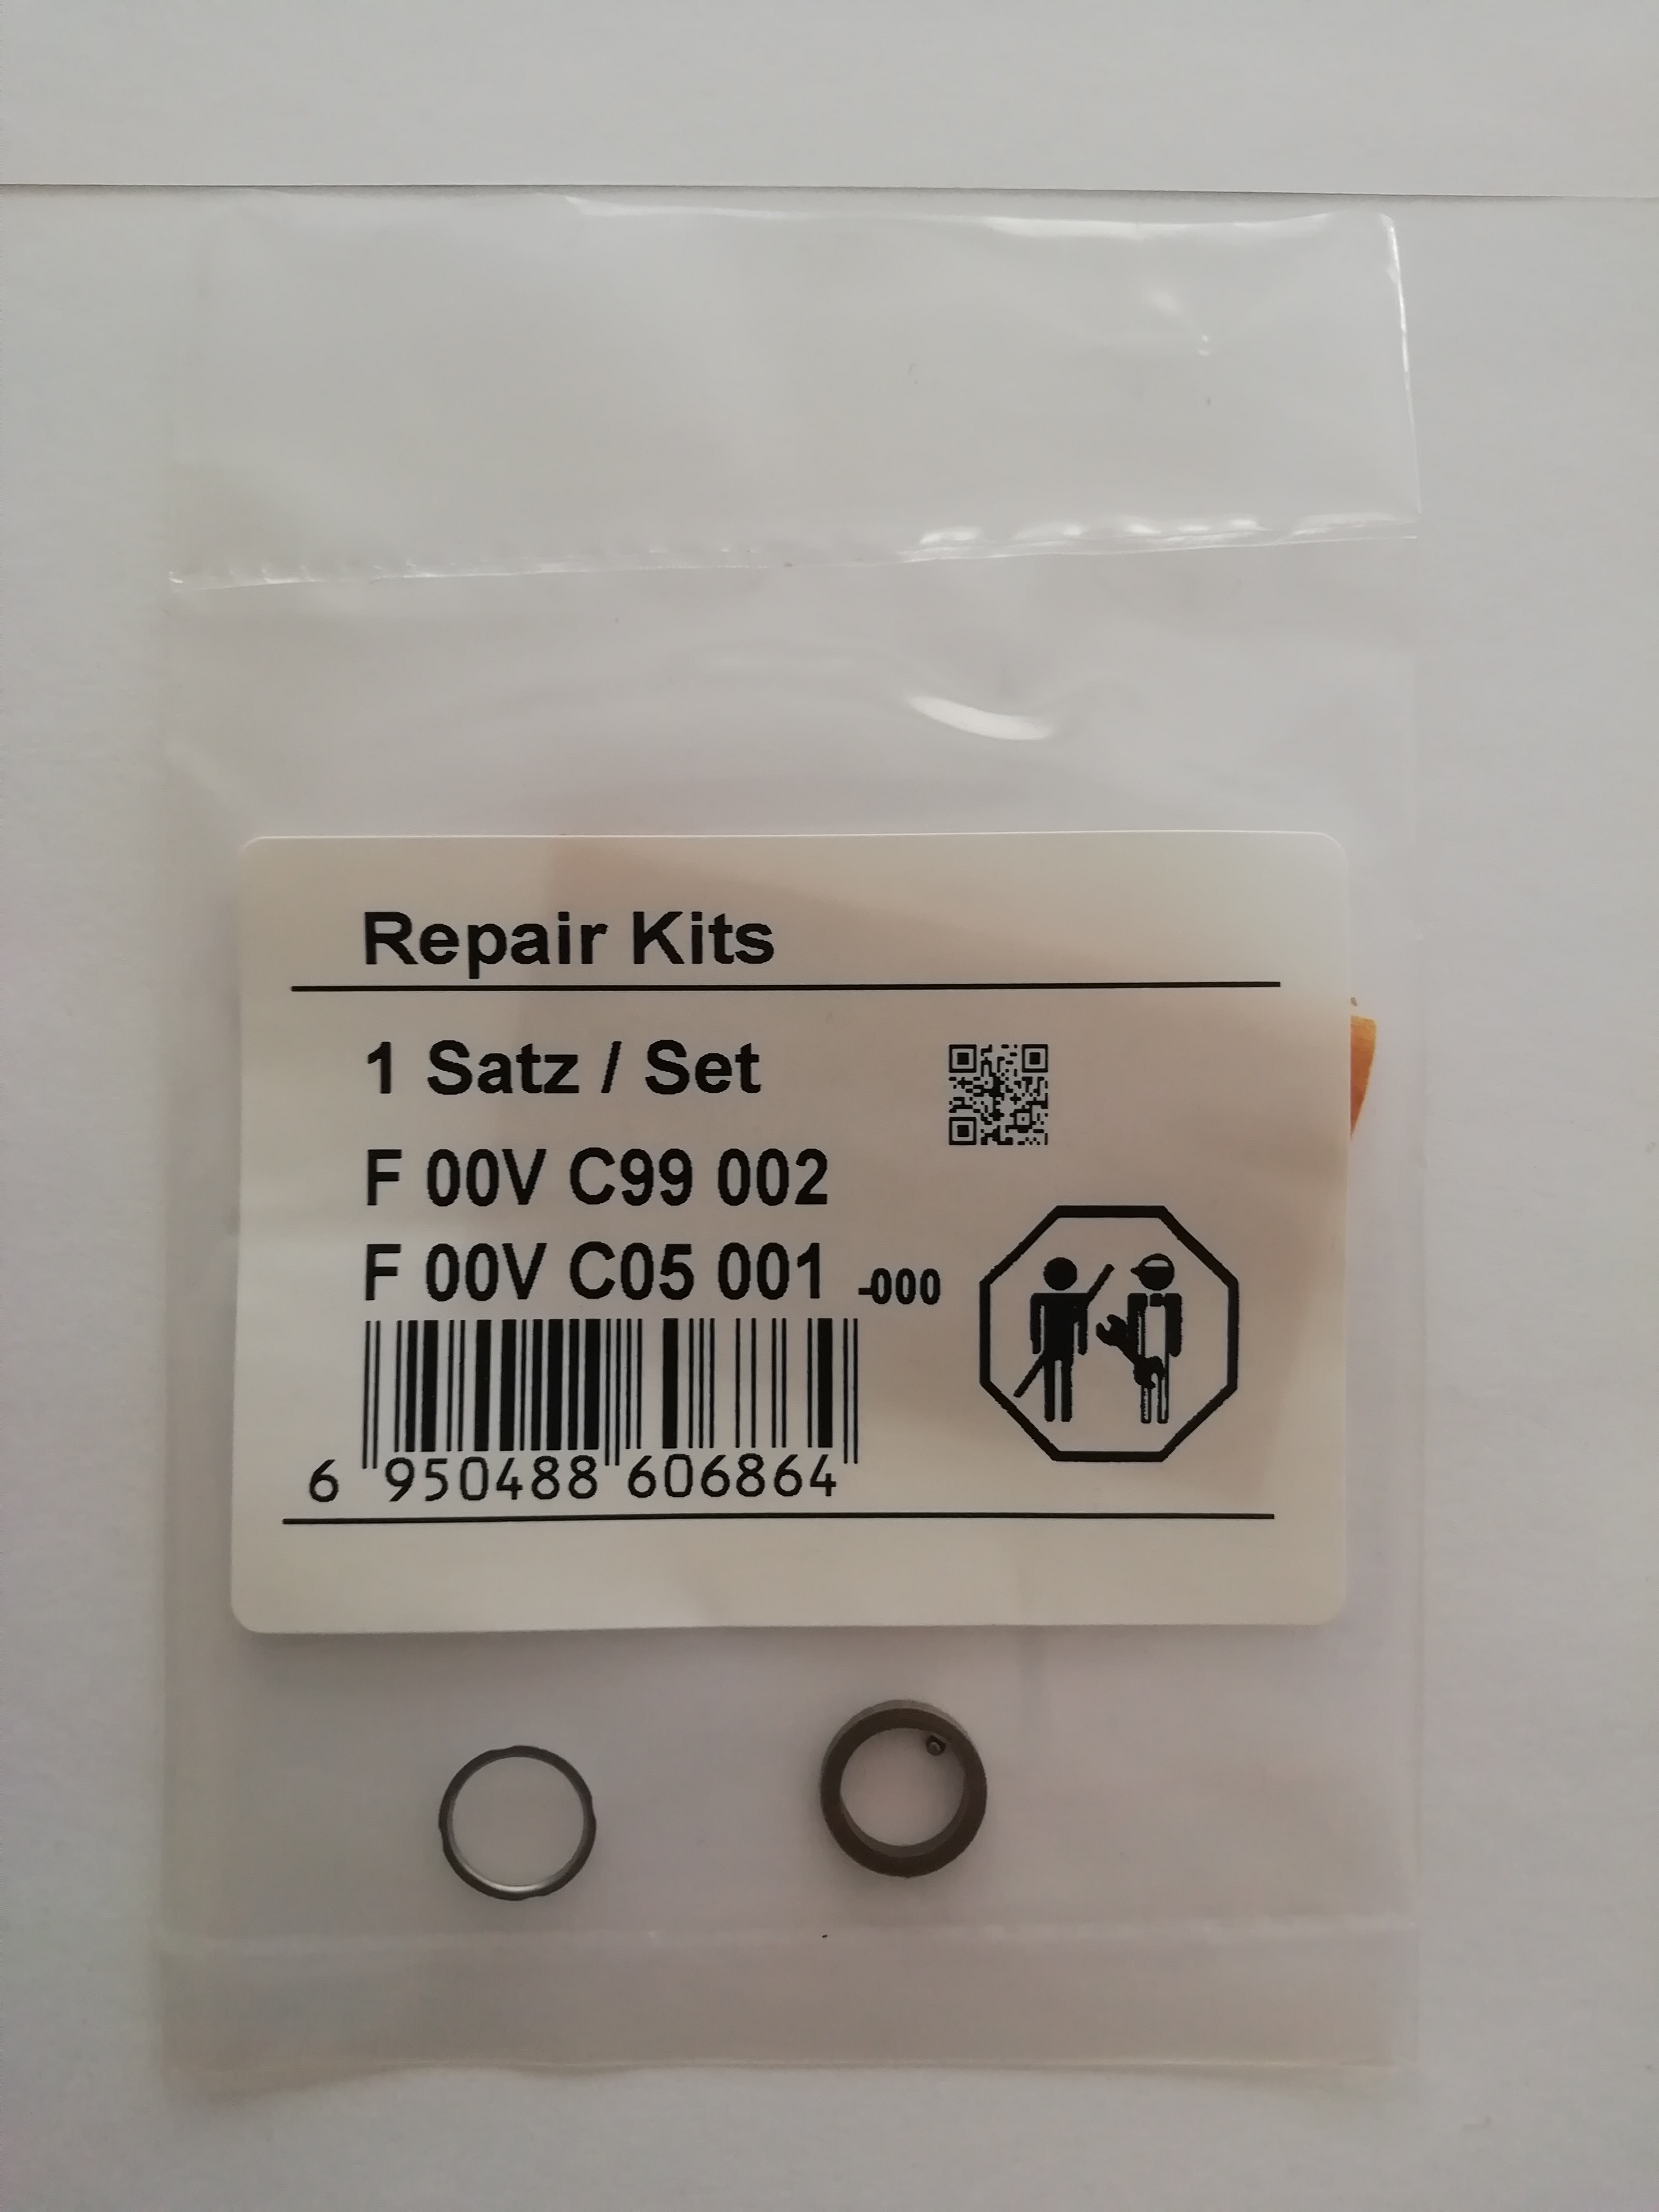 Repair Kits
1 Satz / Set
F 00V C99 002
F 00V C05 001 -000
6 950488 606864